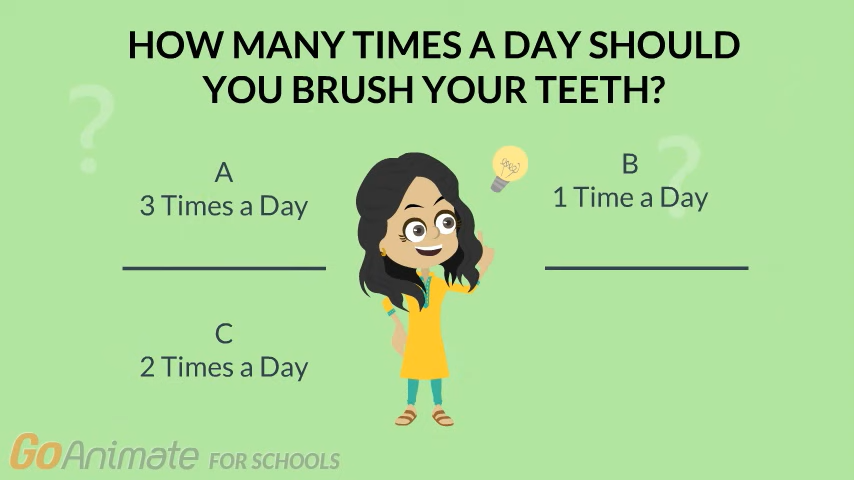 HOW MANY TIMES A DAY SHOULD
YOU BRUSH YOUR TEETH?
A
3 Times a Day
B
1 Time a Day
C
2 Times a Day
GoAnimate FOR SCHOOLS